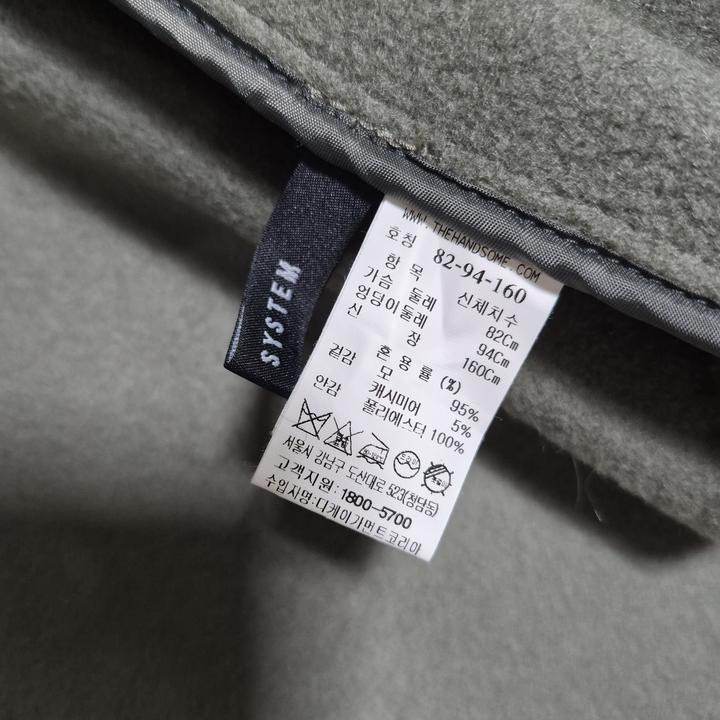 SYSTEM
WWW.THEHANDSOME.COM
호칭 82-94-160
항 목 신체치수
가슴 둘레 82Cm
엉덩이둘레 94Cm
신 장 160Cm
혼 용 률 (%)
겉감 모 95%
캐시미어 5%
안감 폴리에스터 100%
서울시 강남구 도산대로 523(청담동)
고객지원:1800-5700
수입자명:디케이가먼트코리아